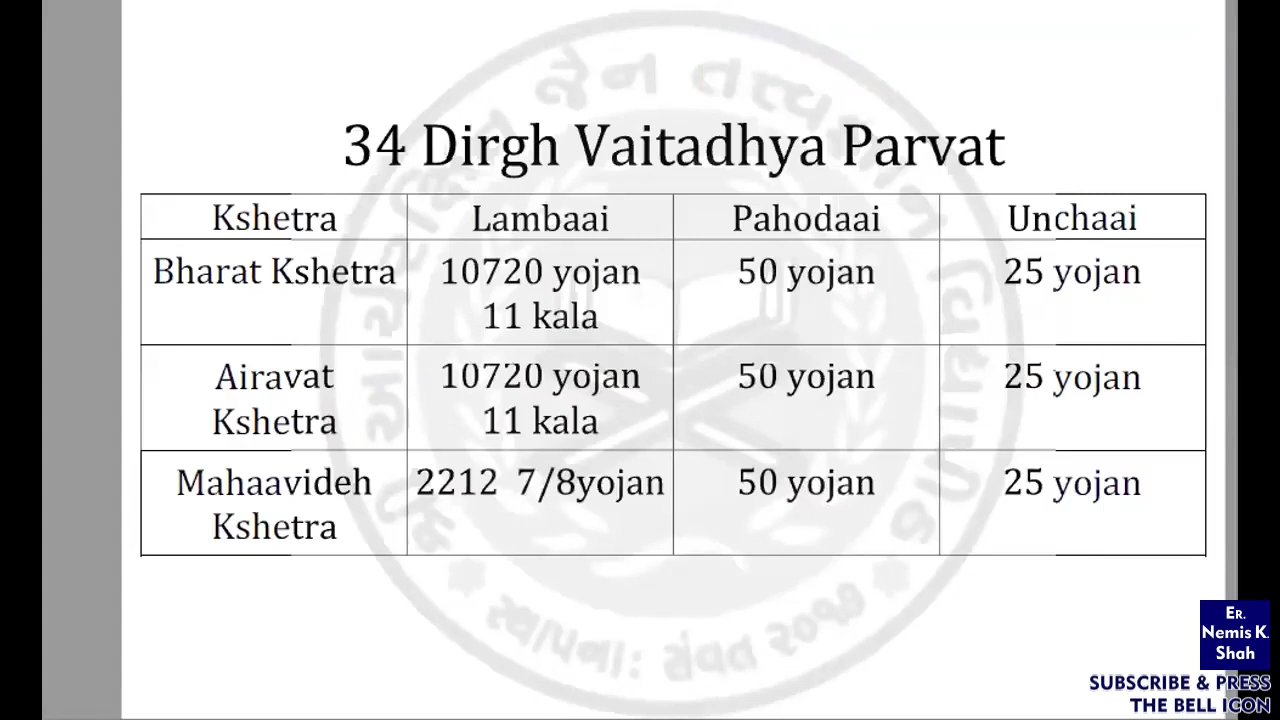 34 Dirgh Vaitadhya Parvat
Kshetra Lambaai Pahodaai Unchaai
Bharat Kshetra 10720 yojan 50 yojan 25 yojan
11 kala
Airavat 10720 yojan 50 yojan 25 yojan
Kshetra 11 kala
Mahaavideh 2212 7/8yojan 50 yojan 25 yojan
Kshetra
ER.
Nemis K.
Shah
SUBSCRIBE & PRESS
THE BELL ICON